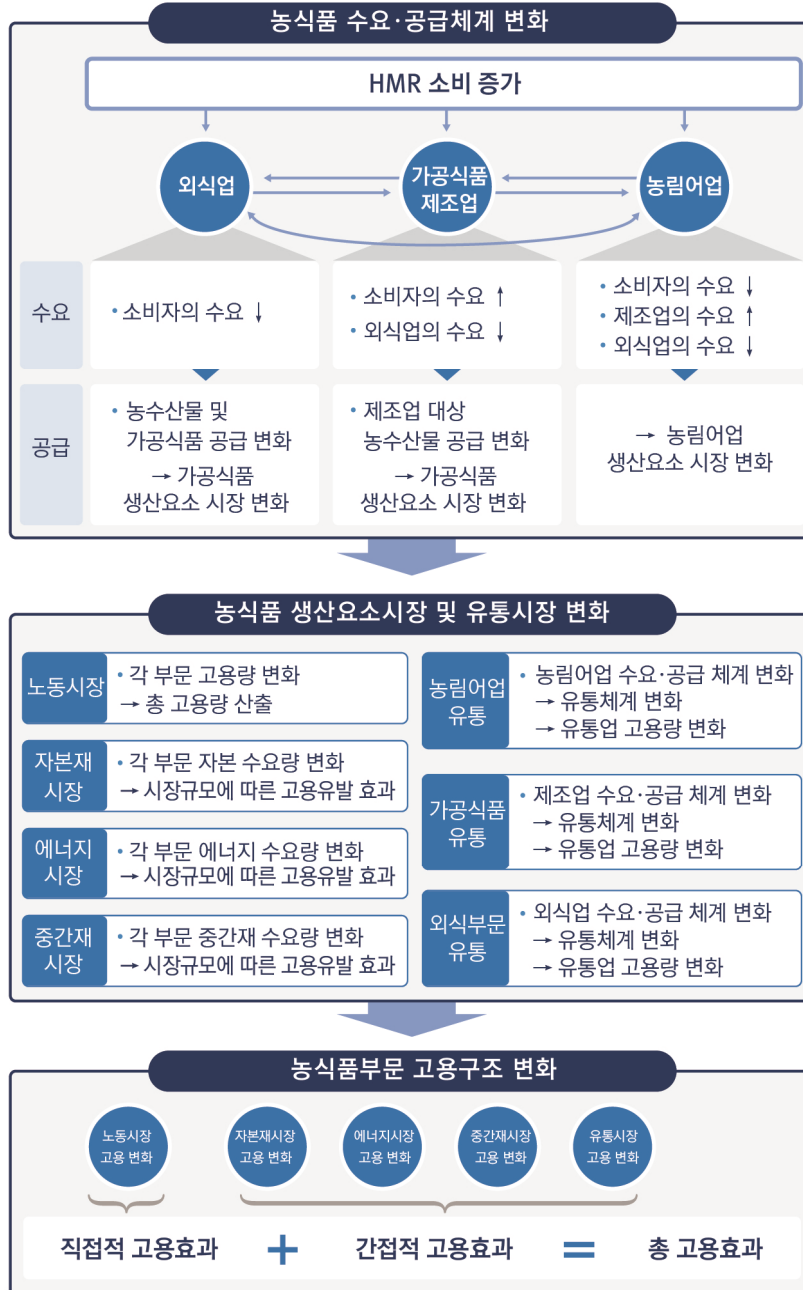 농식품 수요·공급체계 변화
HMR 소비 증가
외식업
가공식품
제조업
농림어업
수요
• 소비자의 수요 ↓
• 소비자의 수요 ↑
• 외식업의 수요 ↓
• 소비자의 수요 ↓
• 제조업의 수요 ↑
• 외식업의 수요 ↓
공급
• 농수산물 및
가공식품 공급 변화
→ 가공식품
생산요소 시장 변화
• 제조업 대상
농수산물 공급 변화
→ 가공식품
생산요소 시장 변화
→ 농림어업
생산요소 시장 변화
농식품 생산요소시장 및 유통시장 변화
노동시장
• 각 부문 고용량 변화
→ 총 고용량 산출
자본재
시장
• 각 부문 자본 수요량 변화
→ 시장규모에 따른 고용유발 효과
에너지
시장
• 각 부문 에너지 수요량 변화
→ 시장규모에 따른 고용유발 효과
중간재
시장
• 각 부문 중간재 수요량 변화
→ 시장규모에 따른 고용유발 효과
농림어업
유통
• 농림어업 수요·공급 체계 변화
→ 유통체계 변화
→ 유통업 고용량 변화
가공식품
유통
• 제조업 수요·공급 체계 변화
→ 유통체계 변화
→ 유통업 고용량 변화
외식부문
유통
• 외식업 수요·공급 체계 변화
→ 유통체계 변화
→ 유통업 고용량 변화
농식품부문 고용구조 변화
노동시장
고용 변화
자본재시장
고용 변화
에너지시장
고용 변화
중간재시장
고용 변화
유통시장
고용 변화
직접적 고용효과 + 간접적 고용효과 = 총 고용효과